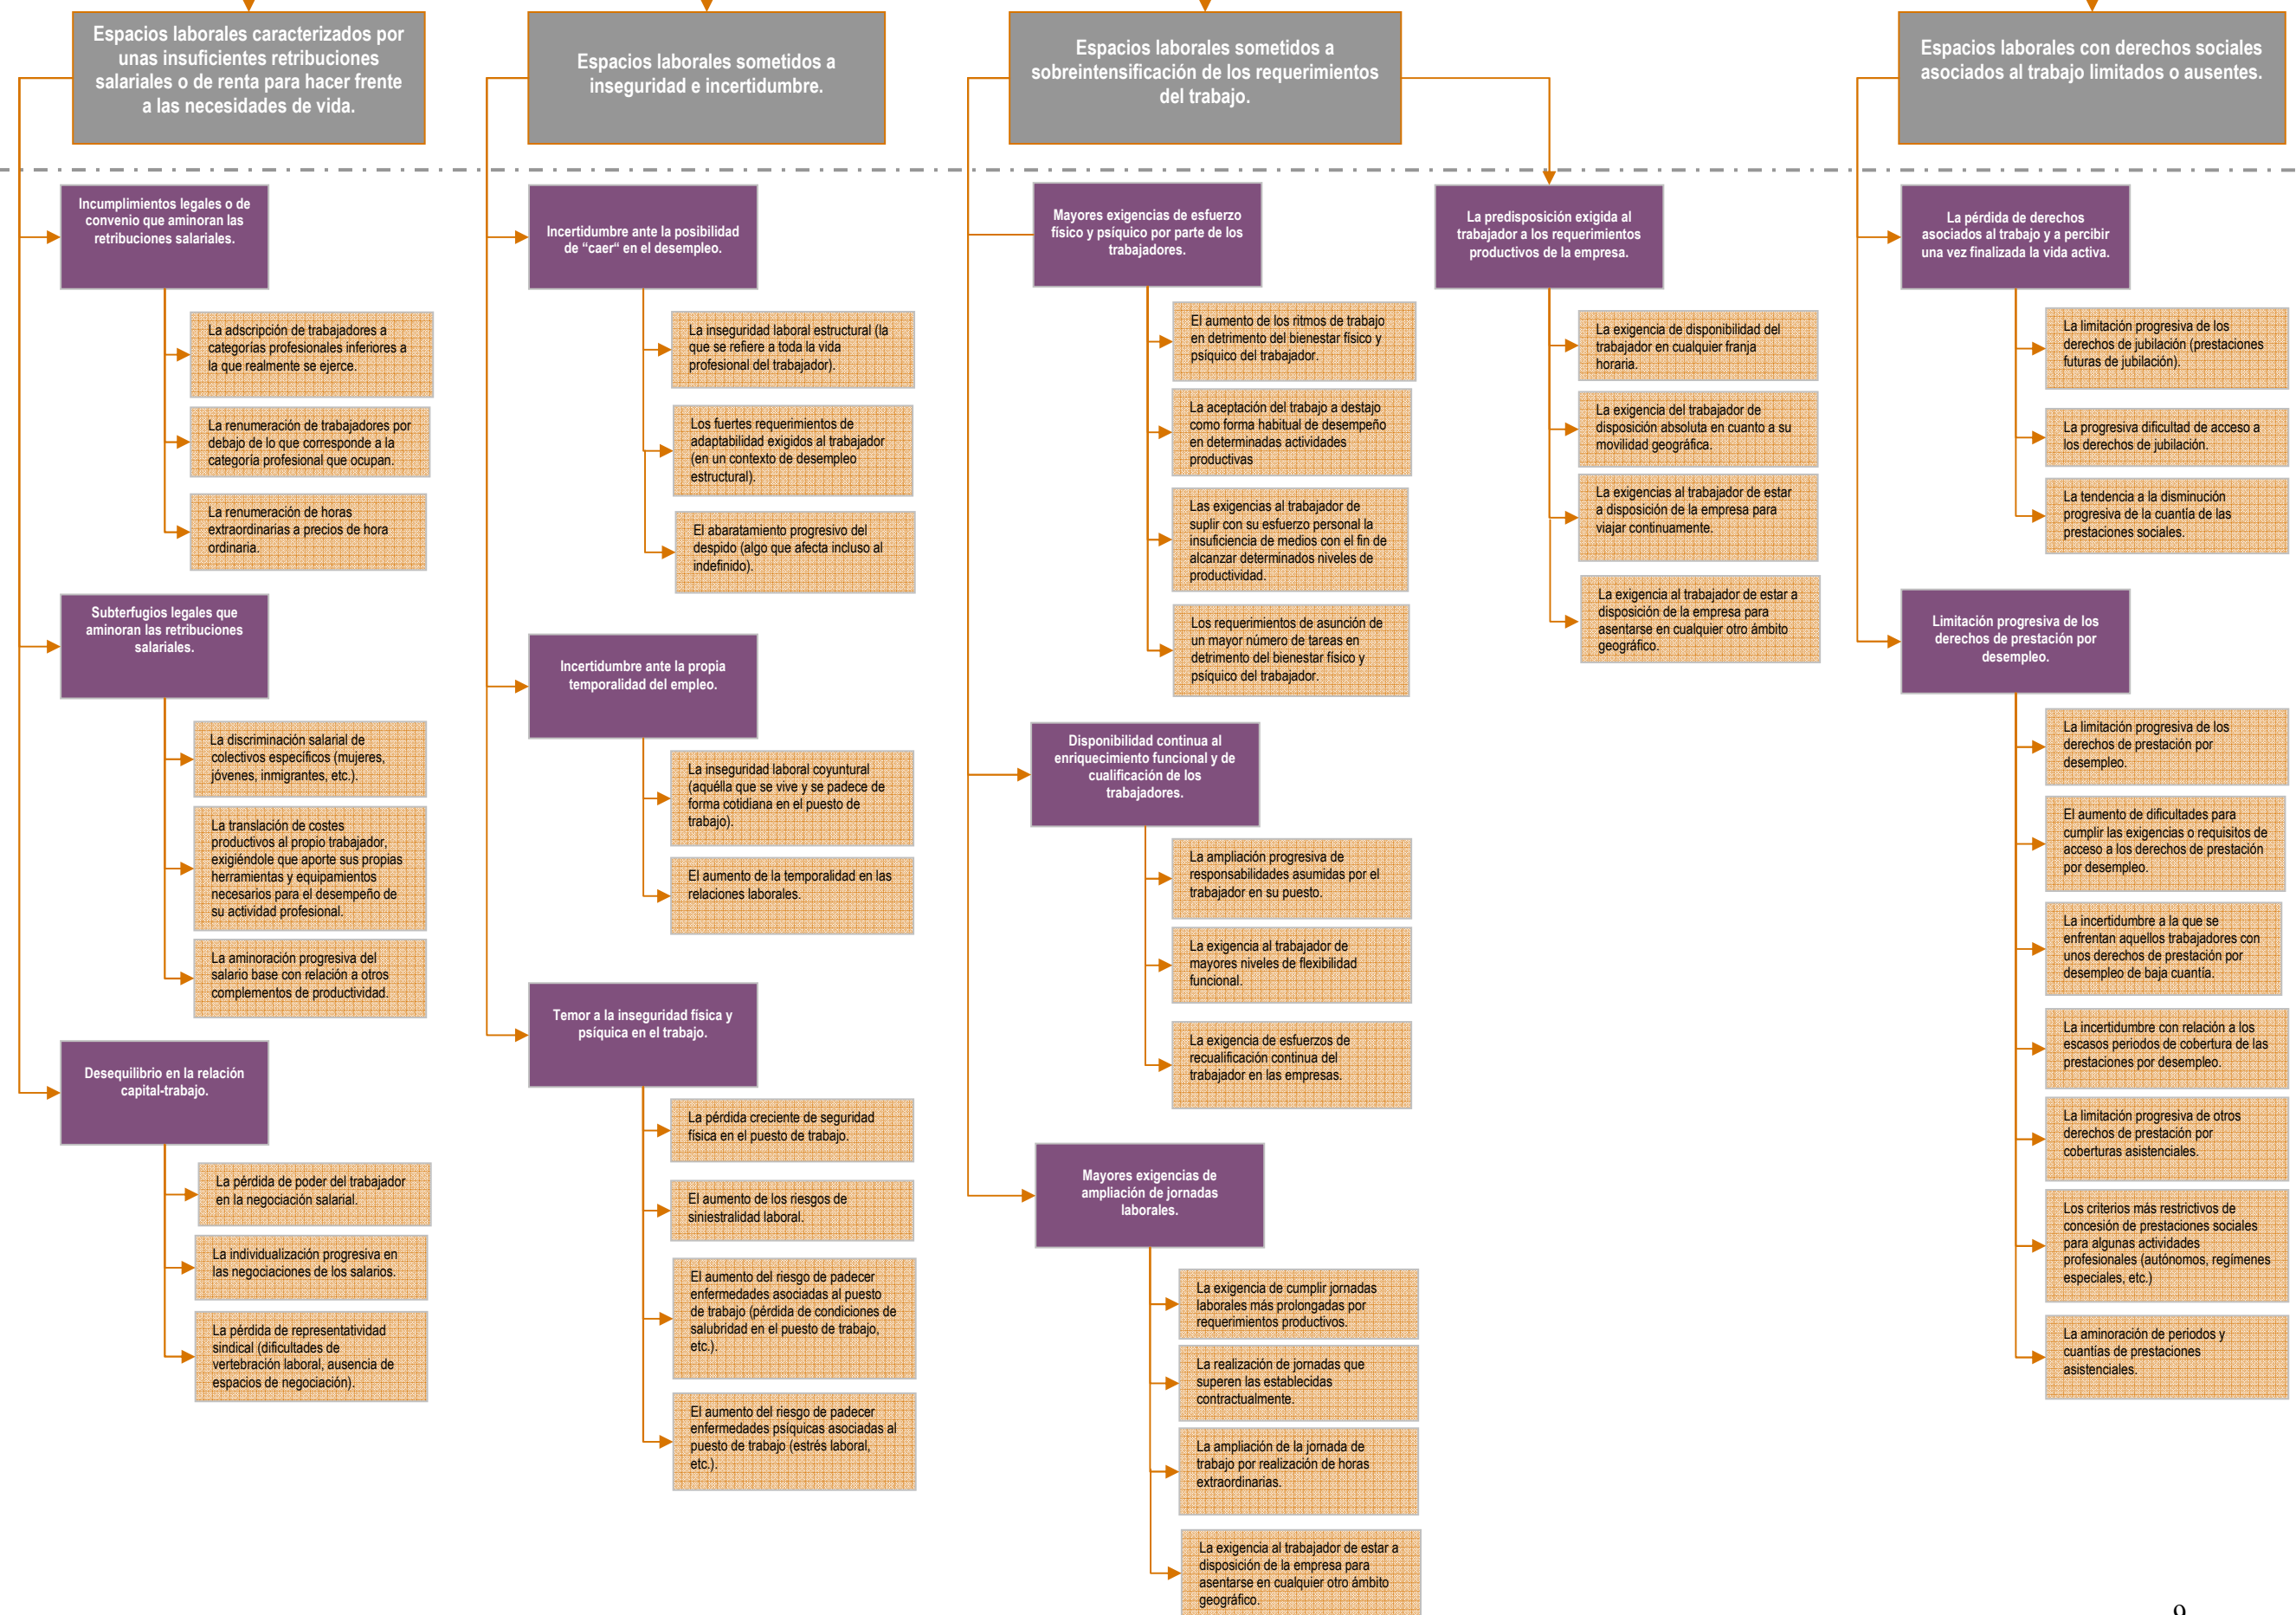 Espacios laborales caracterizados por
unas insuficientes retribuciones
salariales o de renta para hacer frente
a las necesidades de vida.
Incumplimientos legales o de
convenio que aminoran las
retribuciones salariales.
La adscripción de trabajadores a
categorías profesionales inferiores a
la que realmente se ejerce.
La renumeración de trabajadores por
debajo de lo que corresponde a la
categoría profesional que ocupan.
La renumeración de horas
extraordinarias a precios de hora
ordinaria.
Subterfugios legales que
aminoran las retribuciones
salariales.
La discriminación salarial de
colectivos específicos (mujeres,
jóvenes, inmigrantes, etc.).
La translación de costes
productivos al propio trabajador,
exigiéndole que aporte sus propias
herramientas y equipamientos
necesarios para el desempeño de
su actividad profesional.
La aminoración progresiva del
salario base con relación a otros
complementos de productividad.
Desequilibrio en la relación
capital-trabajo.
La pérdida de poder del trabajador
en la negociación salarial.
La individualización progresiva en
las negociaciones de los salarios.
La pérdida de representatividad
sindical (dificultades de
vertebración laboral, ausencia de
espacios de negociación).
Espacios laborales sometidos a
inseguridad e incertidumbre.
Incertidumbre ante la posibilidad
de “caer“ en el desempleo.
La inseguridad laboral estructural (la
que se refiere a toda la vida
profesional del trabajador).
Los fuertes requerimientos de
adaptabilidad exigidos al trabajador
(en un contexto de desempleo
estructural).
El abaratamiento progresivo del
despido (algo que afecta incluso al
indefinido).
Incertidumbre ante la propia
temporalidad del empleo.
La inseguridad laboral coyuntural
(aquélla que se vive y se padece de
forma cotidiana en el puesto de
trabajo).
El aumento de la temporalidad en las
relaciones laborales.
Temor a la inseguridad física y
psíquica en el trabajo.
La pérdida creciente de seguridad
física en el puesto de trabajo.
El aumento de los riesgos de
siniestralidad laboral.
El aumento del riesgo de padecer
enfermedades asociadas al puesto
de trabajo (pérdida de condiciones de
salubridad en el puesto de trabajo,
etc.).
El aumento del riesgo de padecer
enfermedades psíquicas asociadas al
puesto de trabajo (estrés laboral,
etc.).
Espacios laborales sometidos a
sobreintensificación de los requerimientos
del trabajo.
Mayores exigencias de esfuerzo
físico y psíquico por parte de los
trabajadores.
El aumento de los ritmos de trabajo
en detrimento del bienestar físico y
psíquico del trabajador.
La aceptación del trabajo a destajo
como forma habitual de desempeño
en determinadas actividades
productivas
Las exigencias al trabajador de
suplir con su esfuerzo personal la
insuficiencia de medios con el fin de
alcanzar determinados niveles de
productividad.
Los requerimientos de asunción de
un mayor número de tareas en
detrimento del bienestar físico y
psíquico del trabajador.
Disponibilidad continua al
enriquecimiento funcional y de
cualificación de los
trabajadores.
La ampliación progresiva de
responsabilidades asumidas por el
trabajador en su puesto.
La exigencia al trabajador de
mayores niveles de flexibilidad
funcional.
La exigencia de esfuerzos de
recualificación continua del
trabajador en las empresas.
Mayores exigencias de
ampliación de jornadas
laborales.
La exigencia de cumplir jornadas
laborales más prolongadas por
requerimientos productivos.
La realización de jornadas que
superen las establecidas
contractualmente.
La ampliación de la jornada de
trabajo por realización de horas
extraordinarias.
La exigencia al trabajador de estar a
disposición de la empresa para
asentarse en cualquier otro ámbito
geográfico.
La predisposición exigida al
trabajador a los requerimientos
productivos de la empresa.
La exigencia de disponibilidad del
trabajador en cualquier franja
horaria.
La exigencia del trabajador de
disposición absoluta en cuanto a su
movilidad geográfica.
La exigencias al trabajador de estar
a disposición de la empresa para
viajar continuamente.
La exigencia al trabajador de estar a
disposición de la empresa para
asentarse en cualquier otro ámbito
geográfico.
Espacios laborales con derechos sociales
asociados al trabajo limitados o ausentes.
La pérdida de derechos
asociados al trabajo y a percibir
una vez finalizada la vida activa.
La limitación progresiva de los
derechos de jubilación (prestaciones
futuras de jubilación).
La progresiva dificultad de acceso a
los derechos de jubilación.
La tendencia a la disminución
progresiva de la cuantía de las
prestaciones sociales.
Limitación progresiva de los
derechos de prestación por
desempleo.
La limitación progresiva de los
derechos de prestación por
desempleo.
El aumento de dificultades para
cumplir las exigencias o requisitos de
acceso a los derechos de prestación
por desempleo.
La incertidumbre a la que se
enfrentan aquellos trabajadores con
unos derechos de prestación por
desempleo de baja cuantía.
La incertidumbre con relación a los
escasos periodos de cobertura de las
prestaciones por desempleo.
La limitación progresiva de otros
derechos de prestación por
coberturas asistenciales.
Los criterios más restrictivos de
concesión de prestaciones sociales
para algunas actividades
profesionales (autónomos, regímenes
especiales, etc.)
La aminoración de periodos y
cuantías de prestaciones
asistenciales.
9